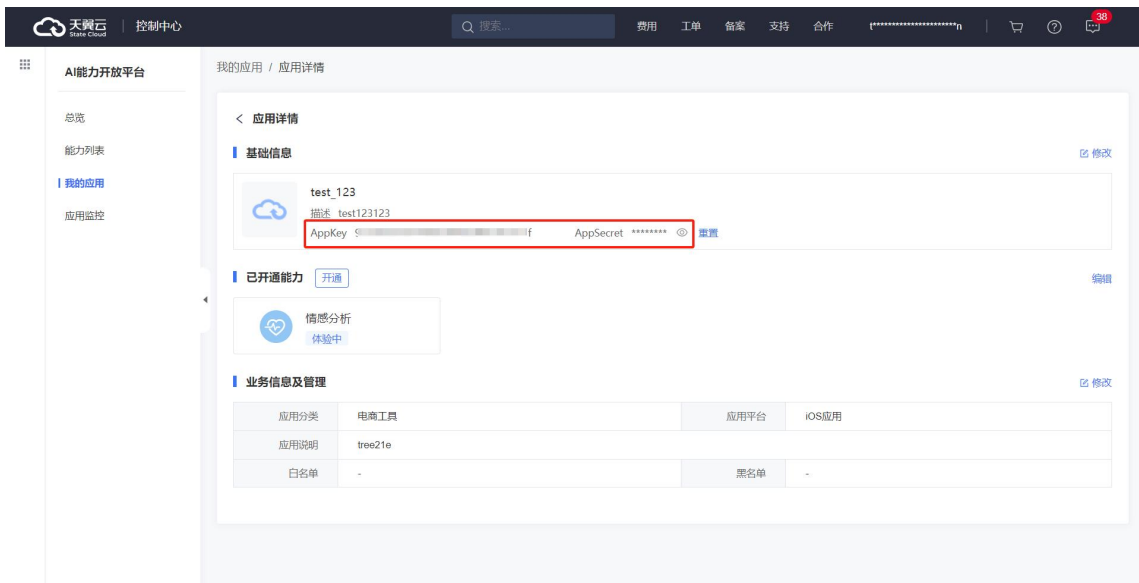 天翼云 State Cloud 控制中心 搜索... 费用 工单 备案 支持 合作 t***********************n 38
AI能力开放平台
总览
能力列表
我的应用
应用监控
我的应用 / 应用详情
< 应用详情
基础信息 修改
test_123
描述 test123123
AppKey 9 f AppSecret ******** 重置
已开通能力 开通 编辑
情感分析
体验中
业务信息及管理 修改
应用分类 电商工具 应用平台 iOS应用
应用说明 tree21e
白名单 - 黑名单 -